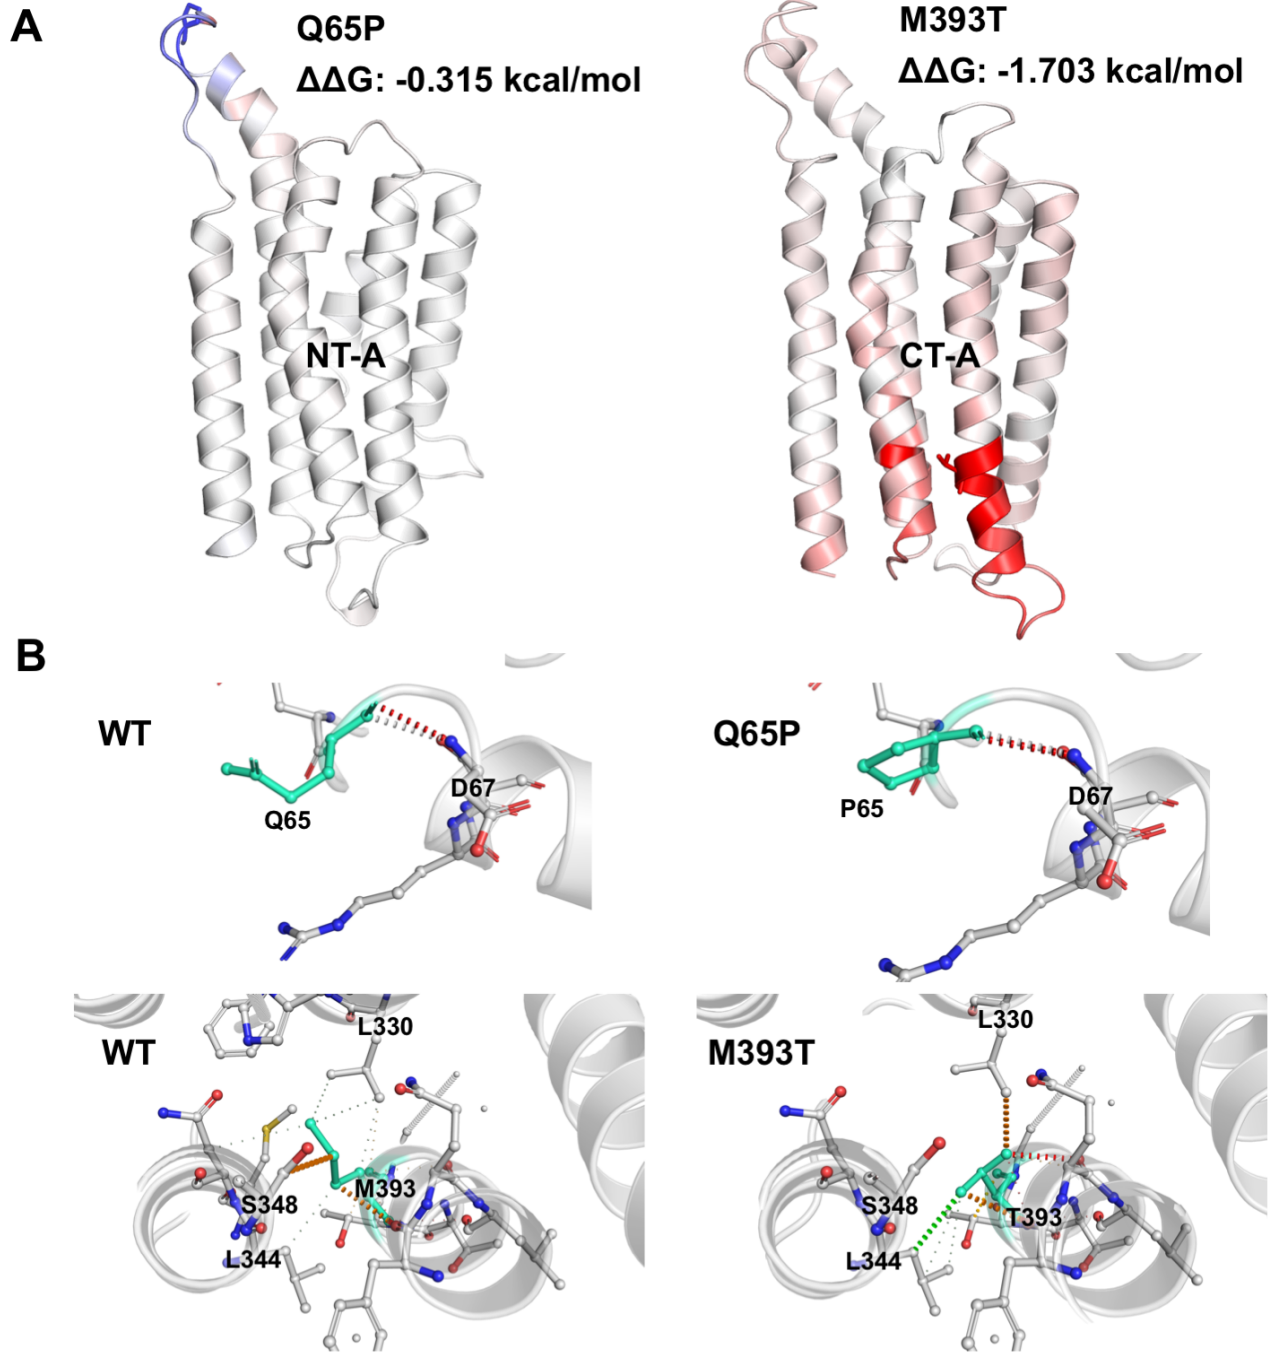 A
Q65P
ΔΔG: -0.315 kcal/mol
M393T
ΔΔG: -1.703 kcal/mol
NT-A
CT-A
B
WT
Q65
D67
Q65P
P65
D67
WT
L330
S348
M393
L344
M393T
L330
S348
T393
L344